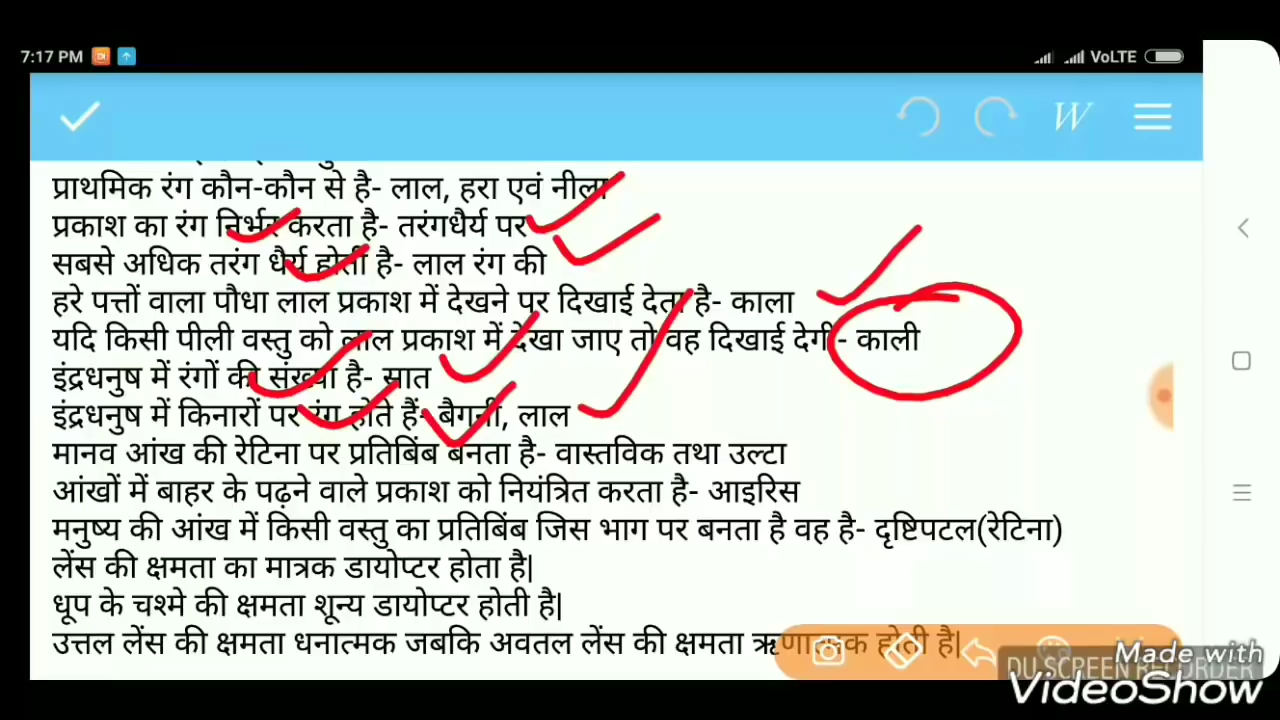 7:17 PM
VoLTE
W
प्राथमिक रंग कौन-कौन से है- लाल, हरा एवं नीला
प्रकाश का रंग निर्भर करता है- तरंगधैर्य पर
सबसे अधिक तरंग धैर्य होती है- लाल रंग की
हरे पत्तों वाला पौधा लाल प्रकाश में देखने पर दिखाई देता है- काला
यदि किसी पीली वस्तु को लाल प्रकाश में देखा जाए तो वह दिखाई देगी - काली
इंद्रधनुष में रंगों की संख्या है- सात
इंद्रधनुष में किनारों पर रंग होते हैं- बैगनी, लाल
मानव आंख की रेटिना पर प्रतिबिंब बनता है- वास्तविक तथा उल्टा
आंखों में बाहर के पढ़ने वाले प्रकाश को नियंत्रित करता है- आइरिस
मनुष्य की आंख में किसी वस्तु का प्रतिबिंब जिस भाग पर बनता है वह है- दृष्टिपटल(रेटिना)
लेंस की क्षमता का मात्रक डायोप्टर होता है|
धूप के चश्मे की क्षमता शून्य डायोप्टर होती है|
उत्तल लेंस की क्षमता धनात्मक जबकि अवतल लेंस की क्षमता ऋणात्मक होती है|
DU SCREEN RECORDER
Made with
VideoShow